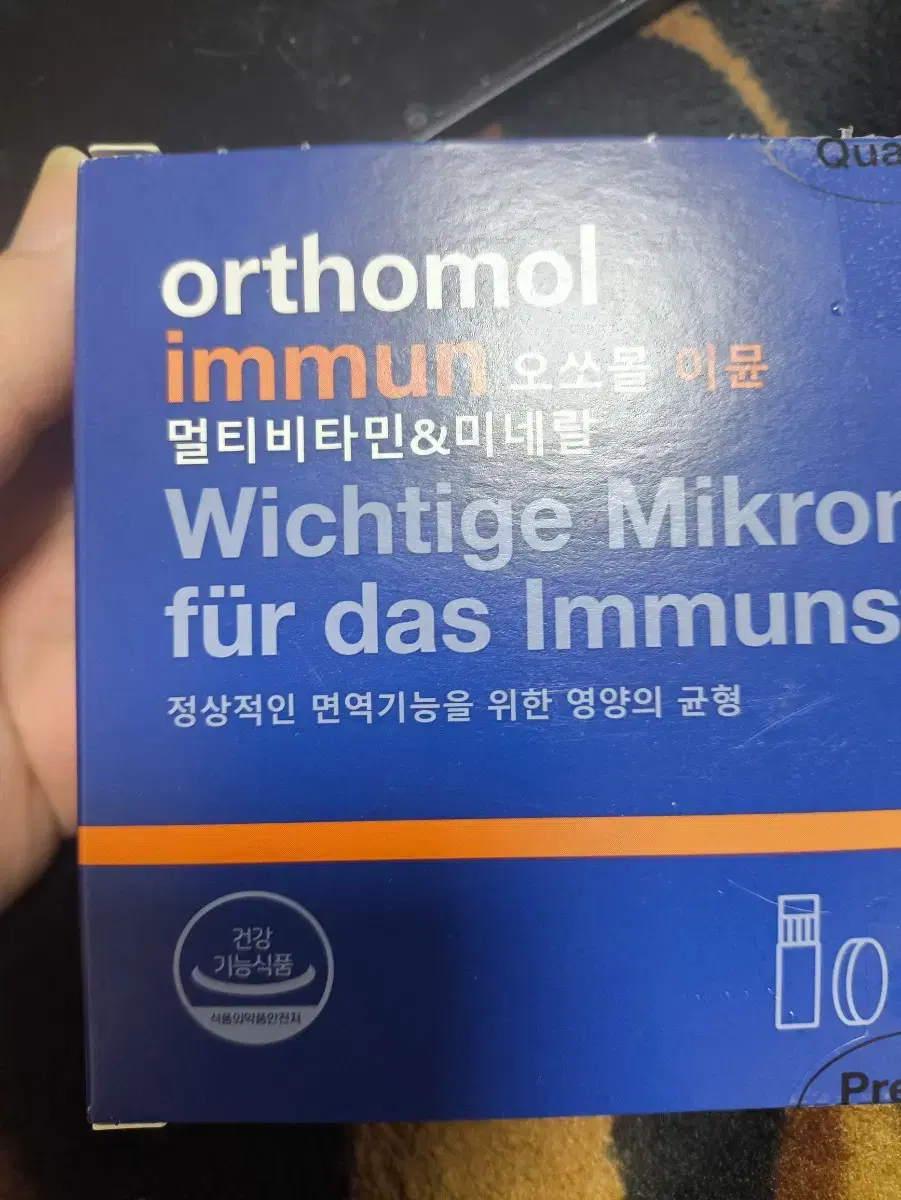 Qua
orthomol
immun 오쏘몰 이뮨
멀티비타민&미네랄
Wichtige Mikron
für das Immuns
정상적인 면역기능을 위한 영양의 균형
건강
기능식품
식품의약품안전처
Pre